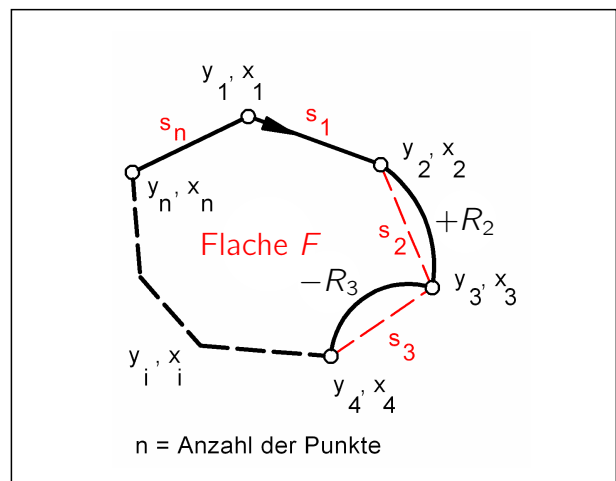 y₁, x₁
sₙ
s₁
y₂, x₂
yₙ, xₙ
+R₂
s₂
Flache F
−R₃
y₃, x₃
s₃
yᵢ, xᵢ
y₄, x₄
n = Anzahl der Punkte